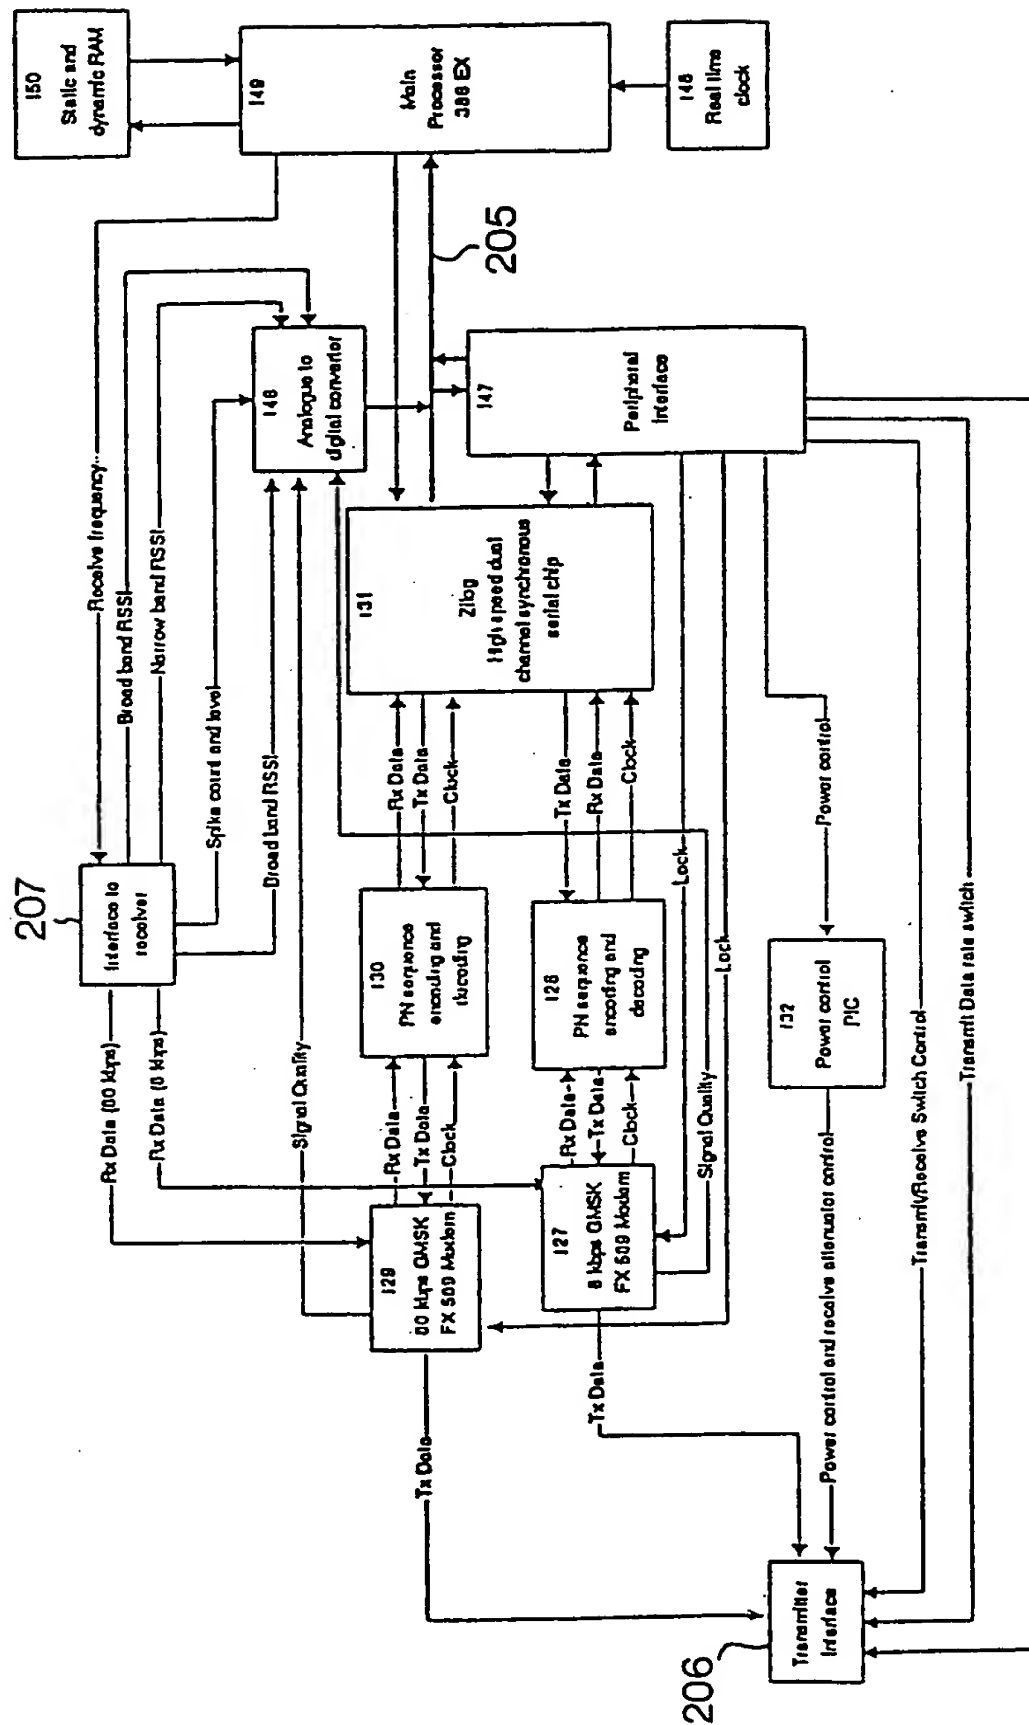 150
Static and
dynamic RAM
149
Main
Processor
386 EX
148
Real time
clock
205
Receive frequency
Broad band RSSI
Narrow band RSSI
Spike count and level
Broad band RSSI
Signal Quality
146
Analogue to
digital convertor
147
Peripheral
Interface
131
Zilog
High speed dual
channel synchronous
serial chip
207
Interface to
receiver
Rx Data
Tx Data
Clock
Tx Data
Rx Data
Clock
Lock
Lock
Power control
130
PN sequence
encoding and
decoding
128
PN sequence
encoding and
decoding
132
Power control
PIC
Rx Data (80 kbps)
Rx Data (8 kbps)
Rx Data
Tx Data
Clock
Rx Data
Tx Data
Clock
Signal Quality
129
80 kbps GMSK
FX 589 Modem
127
8 kbps GMSK
FX 589 Modem
Tx Data
Tx Data
Power control and receive attenuator control
Transmit/Receive Switch Control
Transmit Data rate switch
206
Transmitter
Interface